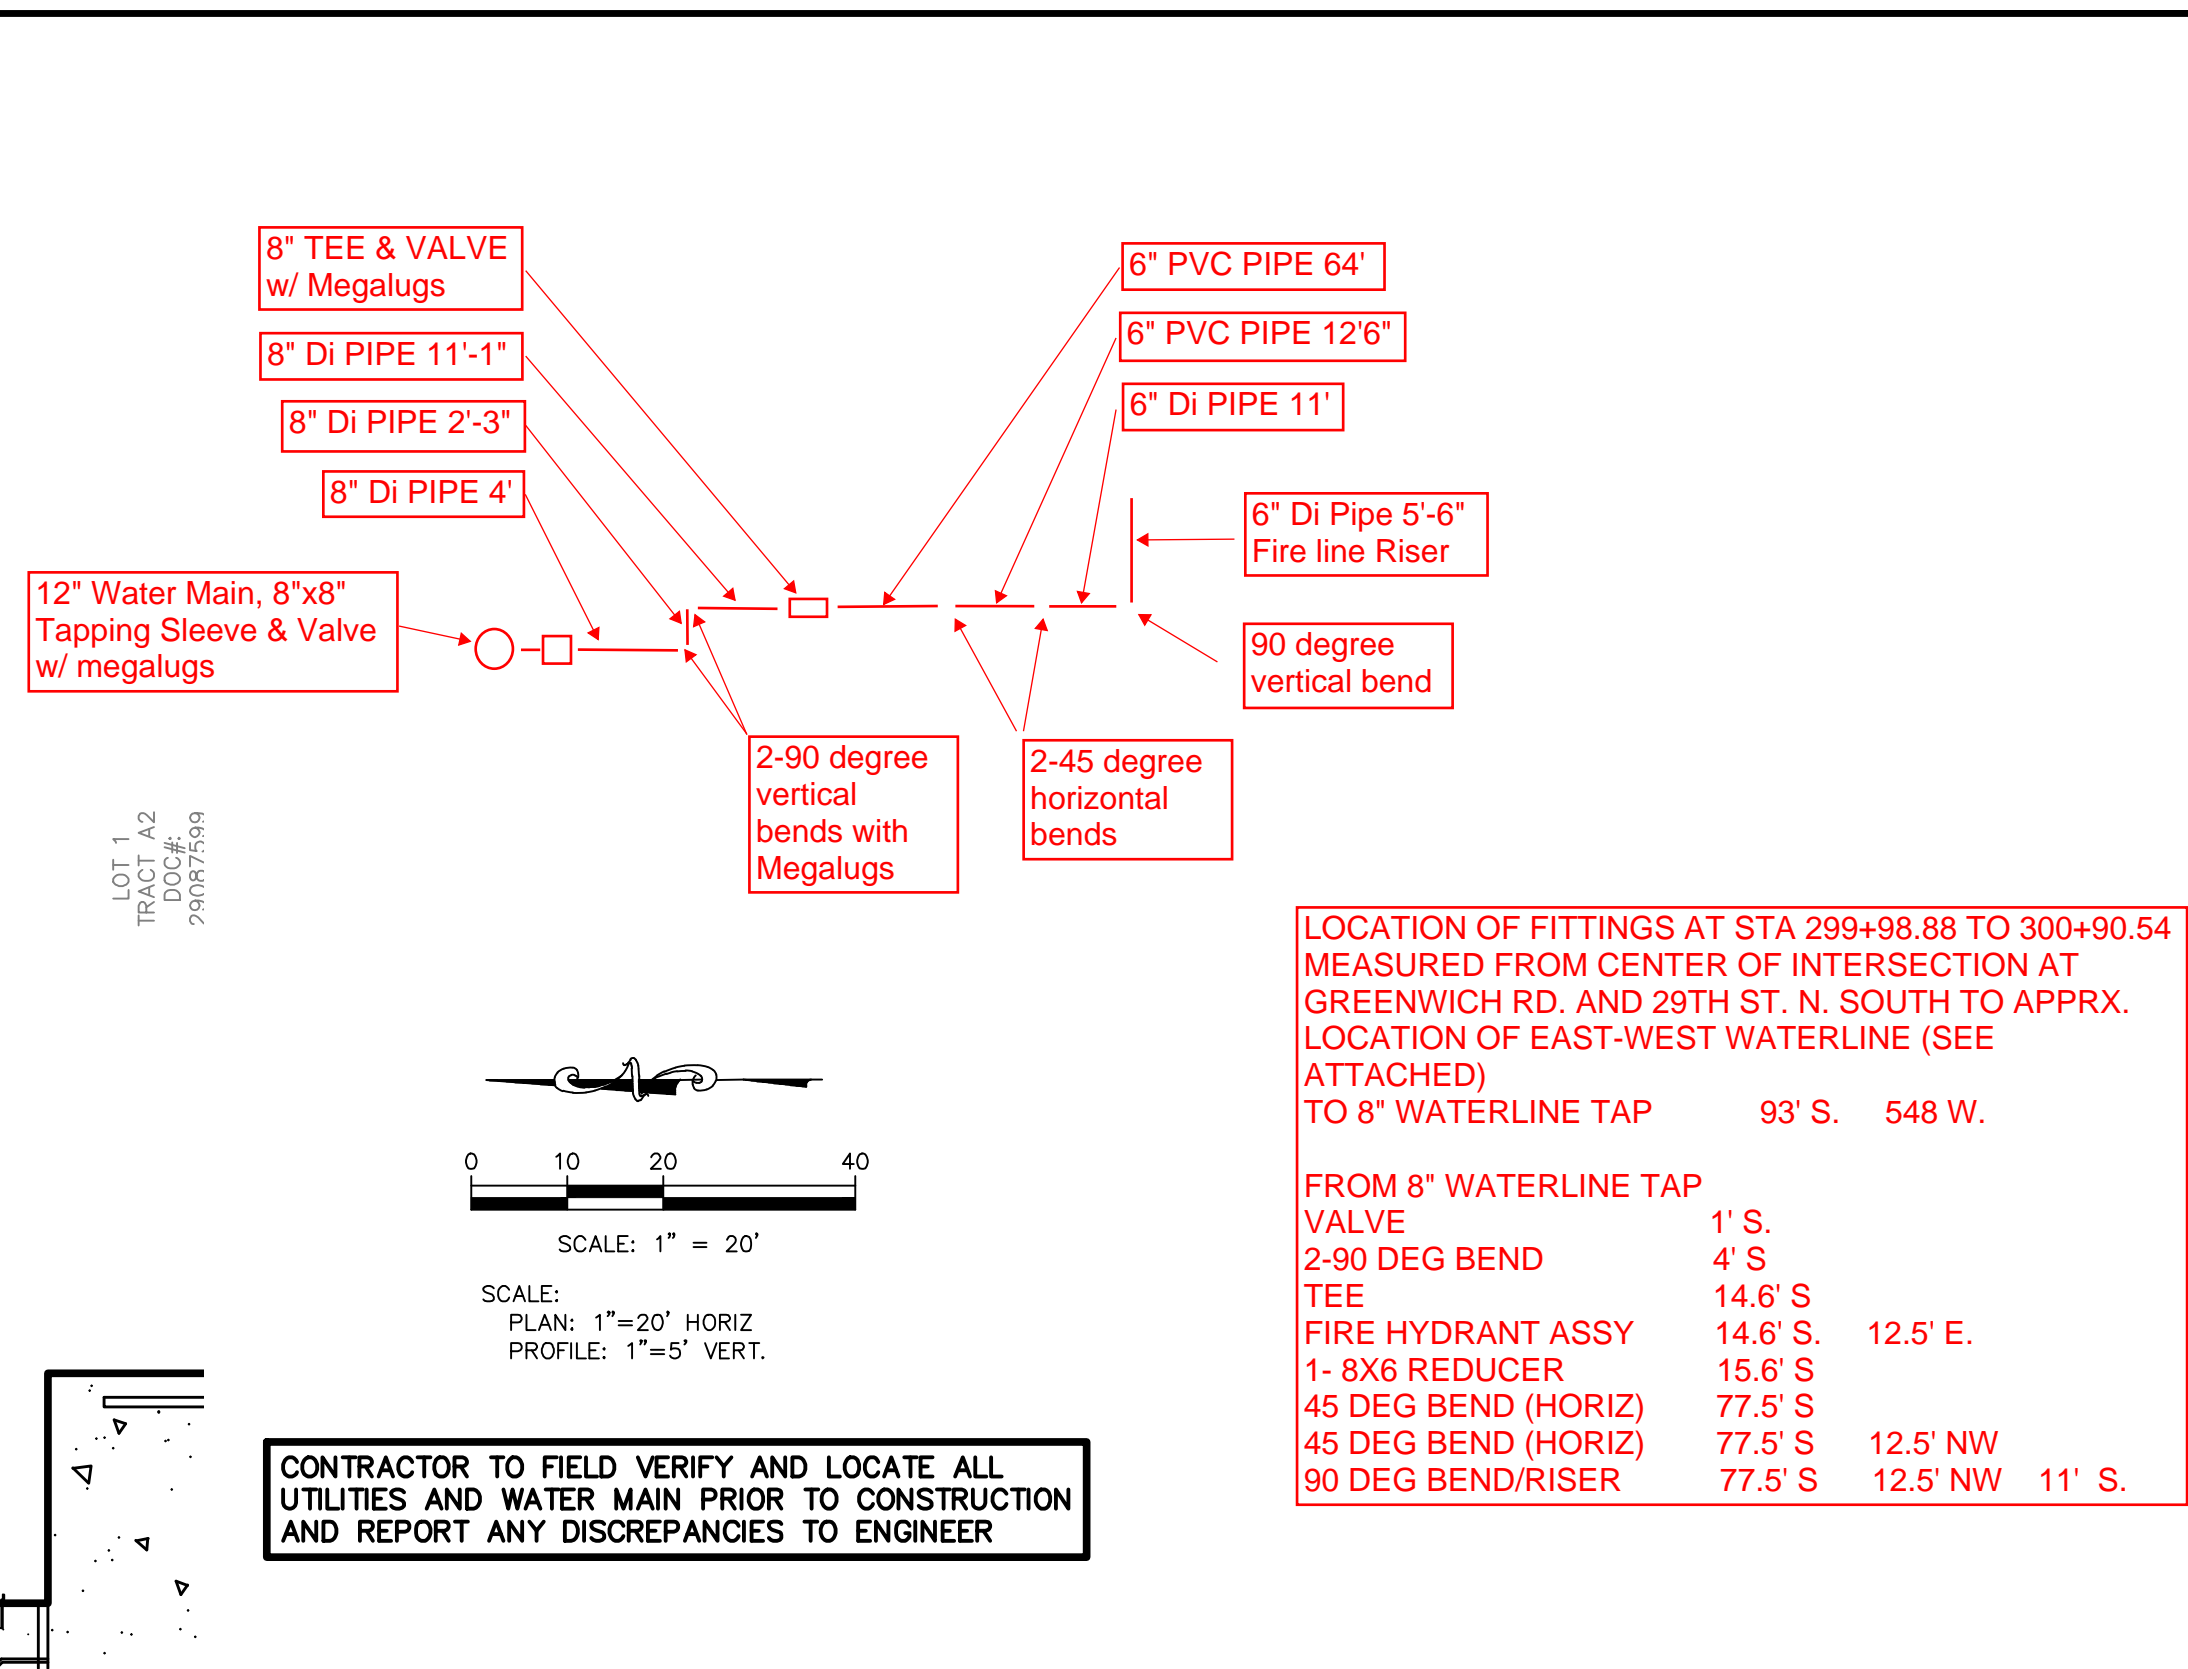 8" TEE & VALVE
w/ Megalugs
8" Di PIPE 11'-1"
8" Di PIPE 2'-3"
8" Di PIPE 4'
12" Water Main, 8"x8"
Tapping Sleeve & Valve
w/ megalugs
6" PVC PIPE 64'
6" PVC PIPE 12'6"
6" Di PIPE 11'
6" Di Pipe 5'-6"
Fire line Riser
90 degree
vertical bend
2-90 degree
vertical
bends with
Megalugs
2-45 degree
horizontal
bends
LOT 1
TRACT A2
DOC#:
29087599
LOCATION OF FITTINGS AT STA 299+98.88 TO 300+90.54
MEASURED FROM CENTER OF INTERSECTION AT
GREENWICH RD. AND 29TH ST. N. SOUTH TO APPRX.
LOCATION OF EAST-WEST WATERLINE (SEE
ATTACHED)
TO 8" WATERLINE TAP 93' S. 548 W.
FROM 8" WATERLINE TAP
VALVE 1' S.
2-90 DEG BEND 4' S
TEE 14.6' S
FIRE HYDRANT ASSY 14.6' S. 12.5' E.
1- 8X6 REDUCER 15.6' S
45 DEG BEND (HORIZ) 77.5' S
45 DEG BEND (HORIZ) 77.5' S 12.5' NW
90 DEG BEND/RISER 77.5' S 12.5' NW 11' S.
0 10 20 40
SCALE: 1" = 20'
SCALE:
PLAN: 1"=20' HORIZ
PROFILE: 1"=5' VERT.
CONTRACTOR TO FIELD VERIFY AND LOCATE ALL
UTILITIES AND WATER MAIN PRIOR TO CONSTRUCTION
AND REPORT ANY DISCREPANCIES TO ENGINEER